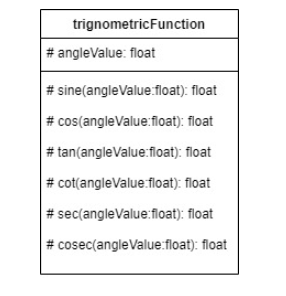 trignometricFunction
# angleValue: float
# sine(angleValue:float): float
# cos(angleValue:float): float
# tan(angleValue:float): float
# cot(angleValue:float): float
# sec(angleValue:float): float
# cosec(angleValue:float): float